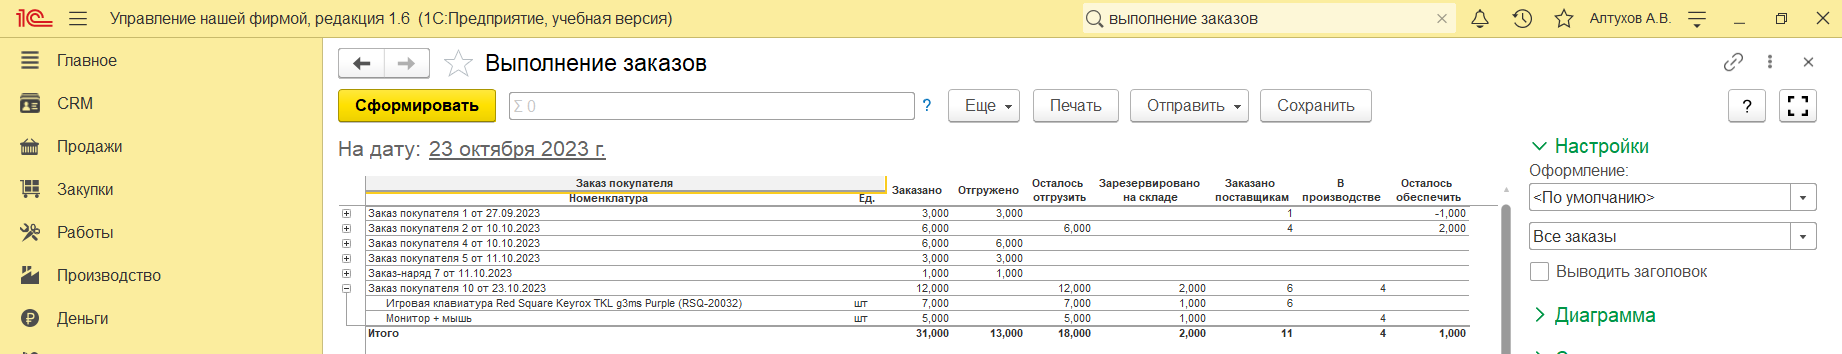 1С Управление нашей фирмой, редакция 1.6 (1С:Предприятие, учебная версия) выполнение заказов × Алтухов А.В.
Главное
CRM
Продажи
Закупки
Работы
Производство
Деньги
Выполнение заказов
Сформировать Σ 0 ? Еще Печать Отправить Сохранить ?
На дату: 23 октября 2023 г.
Заказ покупателя Заказано Отгружено Осталось отгрузить Зарезервировано на складе Заказано поставщикам В производстве Осталось обеспечить
Номенклатура Ед.
Заказ покупателя 1 от 27.09.2023 3,000 3,000 1 -1,000
Заказ покупателя 2 от 10.10.2023 6,000 6,000 4 2,000
Заказ покупателя 4 от 10.10.2023 6,000 6,000
Заказ покупателя 5 от 11.10.2023 3,000 3,000
Заказ-наряд 7 от 11.10.2023 1,000 1,000
Заказ покупателя 10 от 23.10.2023 12,000 12,000 2,000 6 4
Игровая клавиатура Red Square Keyrox TKL g3ms Purple (RSQ-20032) шт 7,000 7,000 1,000 6
Монитор + мышь шт 5,000 5,000 1,000 4
Итого 31,000 13,000 18,000 2,000 11 4 1,000
Настройки
Оформление:
<По умолчанию>
Все заказы
Выводить заголовок
Диаграмма